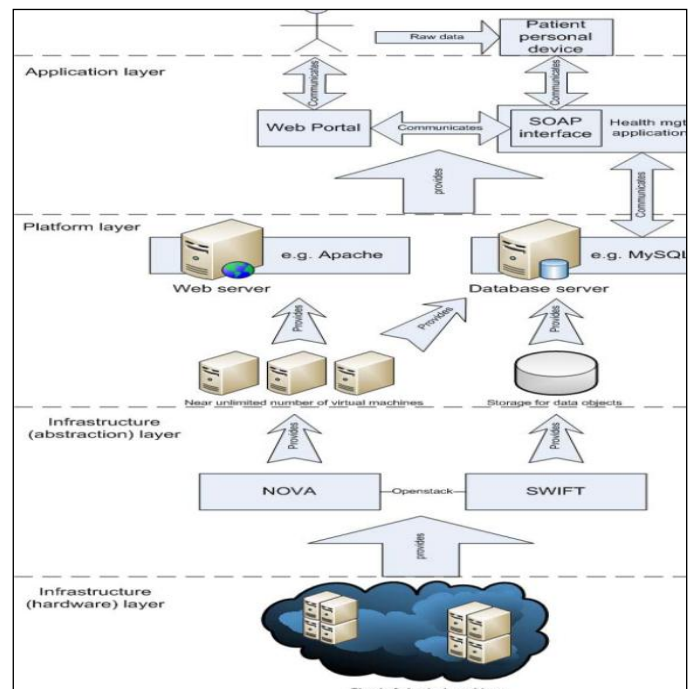 Patient
personal
device
Raw data
Application layer
Communicates
Communicates
Web Portal
Communicates
SOAP
interface
Health mgt
application
provides
Communicates
Platform layer
e.g. Apache
e.g. MySQL
Web server
Database server
Provides
Provides
Provides
Near unlimited number of virtual machines
Storage for data objects
Infrastructure
(abstraction) layer
Provides
Provides
NOVA
Openstack
SWIFT
provides
Infrastructure
(hardware) layer